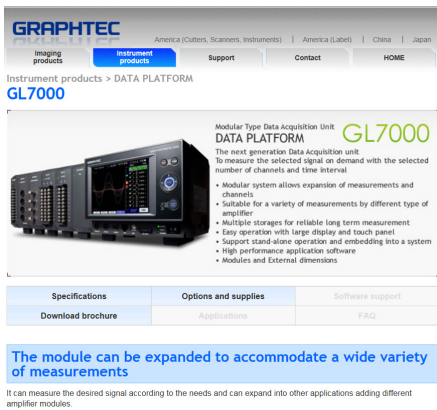 GRAPHTEC
America (Cutters, Scanners, Instruments) | America (Label) | China | Japan
Imaging products
Instrument products
Support
Contact
HOME
Instrument products > DATA PLATFORM
GL7000
Modular Type Data Acquisition Unit
DATA PLATFORM GL7000
The next generation Data Acquisition unit
To measure the selected signal on demand with the selected
number of channels and time interval
• Modular system allows expansion of measurements and
channels
• Suitable for a variety of measurements by different type of
amplifier
• Multiple storages for reliable long term measurement
• Easy operation with large display and touch panel
• Support stand-alone operation and embedding into a system
• High performance application software
• Modules and External dimensions
Specifications
Options and supplies
Software support
Download brochure
Applications
FAQ
The module can be expanded to accommodate a wide variety
of measurements
It can measure the desired signal according to the needs and can expand into other applications adding different
amplifier modules.